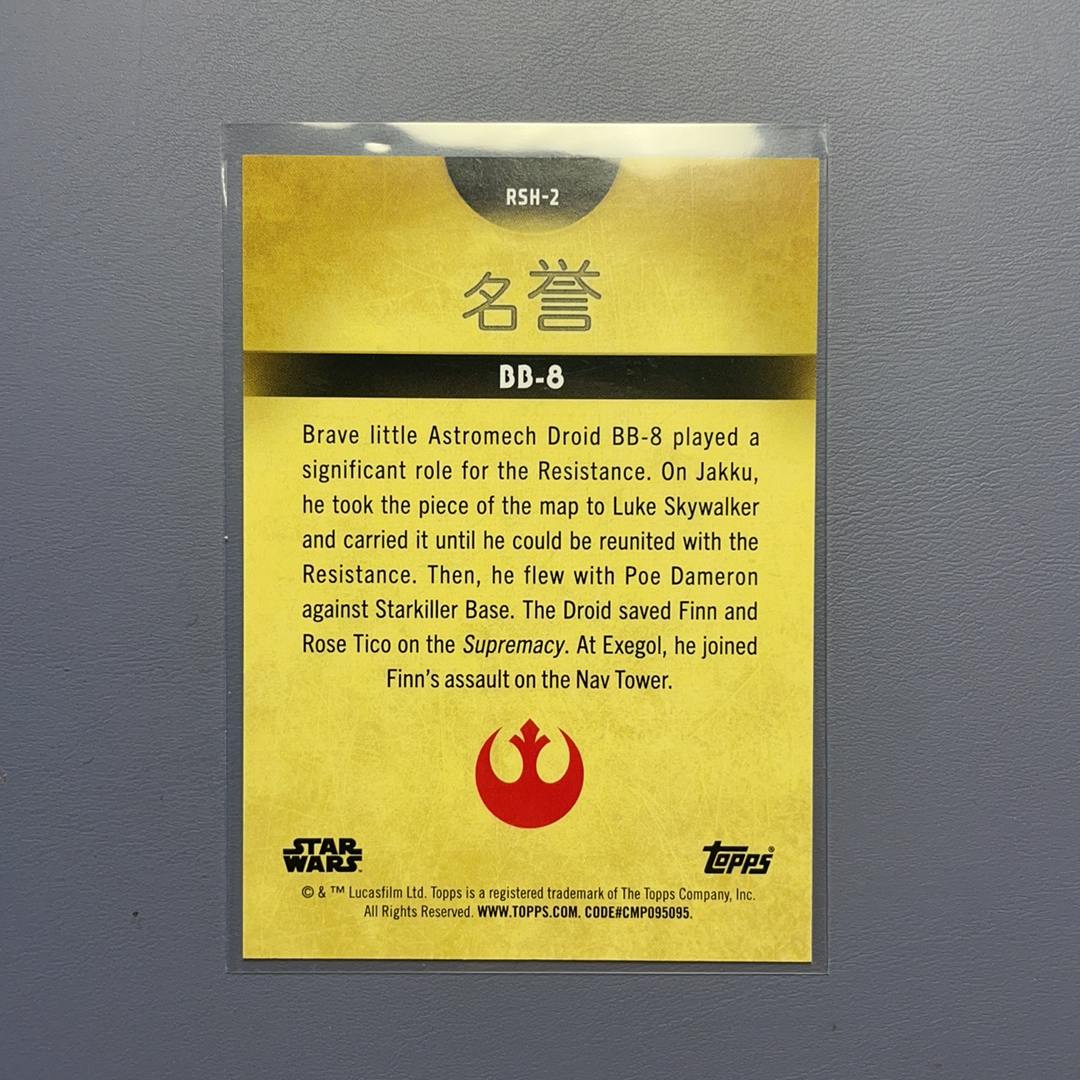 RSH-2
名誉
BB-8
Brave little Astromech Droid BB-8 played a
significant role for the Resistance. On Jakku,
he took the piece of the map to Luke Skywalker
and carried it until he could be reunited with the
Resistance. Then, he flew with Poe Dameron
against Starkiller Base. The Droid saved Finn and
Rose Tico on the Supremacy. At Exegol, he joined
Finn's assault on the Nav Tower.
STAR
WARS
topps®
© & ™ Lucasfilm Ltd. Topps is a registered trademark of The Topps Company, Inc.
All Rights Reserved. WWW.TOPPS.COM. CODE#CMP095095.